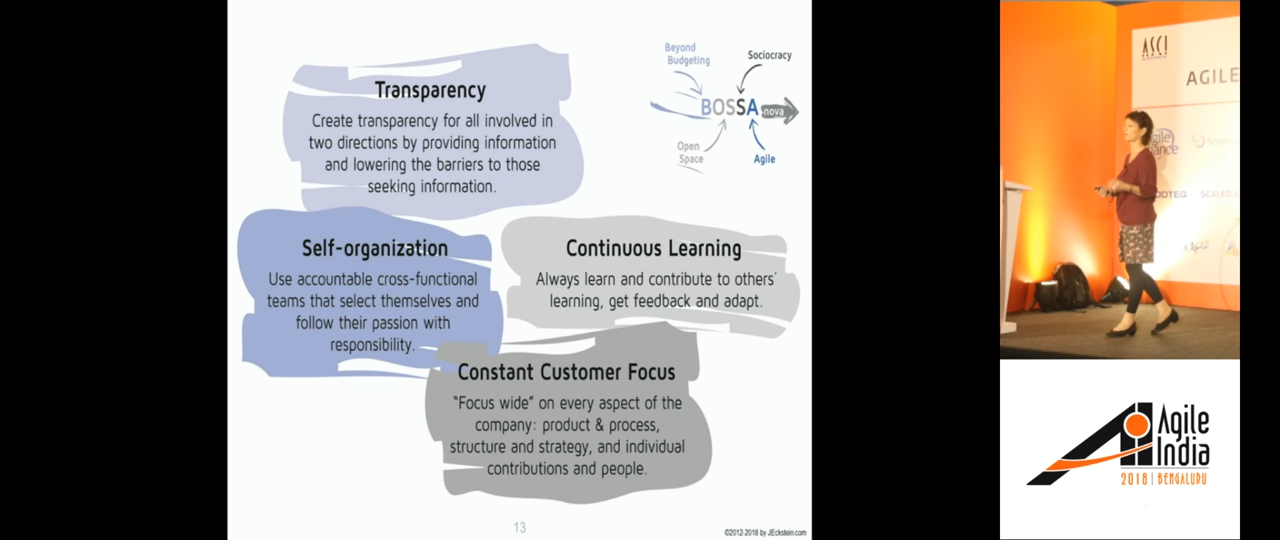 Transparency
Create transparency for all involved in
two directions by providing information
and lowering the barriers to those
seeking information.
Beyond
Budgeting
Sociocracy
BOSSA nova
Open
Space
Agile
Self-organization
Use accountable cross-functional
teams that select themselves and
follow their passion with
responsibility.
Continuous Learning
Always learn and contribute to others'
learning, get feedback and adapt.
Constant Customer Focus
"Focus wide" on every aspect of the
company: product & process,
structure and strategy, and individual
contributions and people.
13
©2012-2018 by JEckstein.com
ASCI
AGILE
SCALED
Agile
India
2018 | BENGALURU